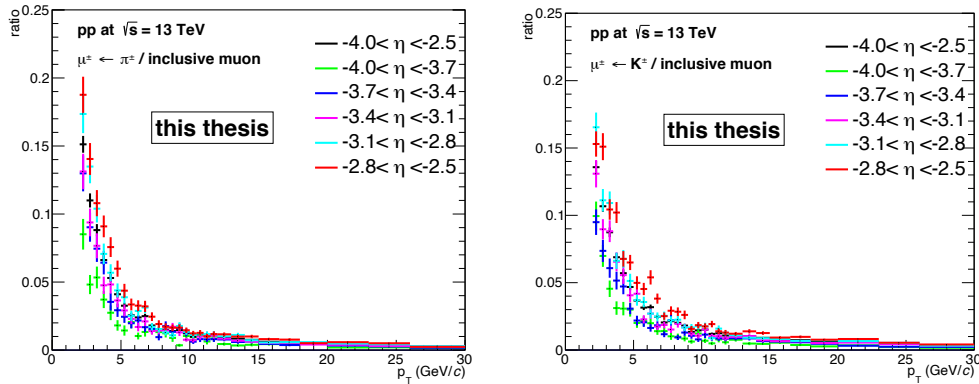 ratio
0.25
0.2
0.15
0.1
0.05
0
pp at √s = 13 TeV
μ± ← π± / inclusive muon
this thesis
-4.0< η <-2.5
-4.0< η <-3.7
-3.7< η <-3.4
-3.4< η <-3.1
-3.1< η <-2.8
-2.8< η <-2.5
0 5 10 15 20 25 30
p_T (GeV/c)
ratio
0.25
0.2
0.15
0.1
0.05
0
pp at √s = 13 TeV
μ± ← K± / inclusive muon
this thesis
-4.0< η <-2.5
-4.0< η <-3.7
-3.7< η <-3.4
-3.4< η <-3.1
-3.1< η <-2.8
-2.8< η <-2.5
0 5 10 15 20 25 30
p_T (GeV/c)